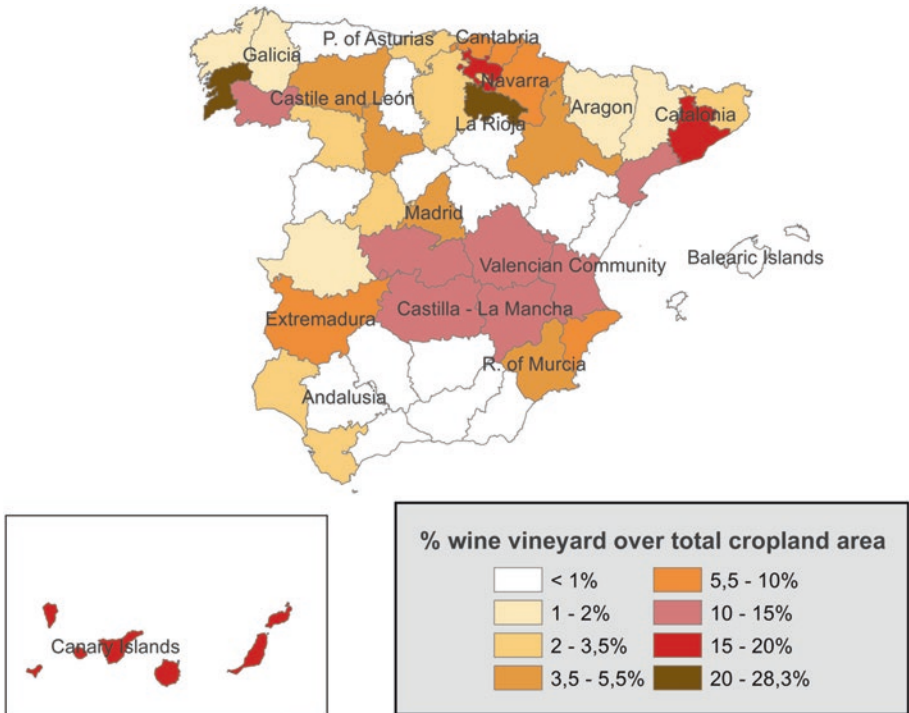 P. of Asturias
Cantabria
Galicia
Navarra
Castile and León
Aragon
Catalonia
La Rioja
Madrid
Valencian Community
Balearic Islands
Castilla - La Mancha
Extremadura
R. of Murcia
Andalusia
Canary Islands
% wine vineyard over total cropland area
< 1%
1 - 2%
2 - 3,5%
3,5 - 5,5%
5,5 - 10%
10 - 15%
15 - 20%
20 - 28,3%